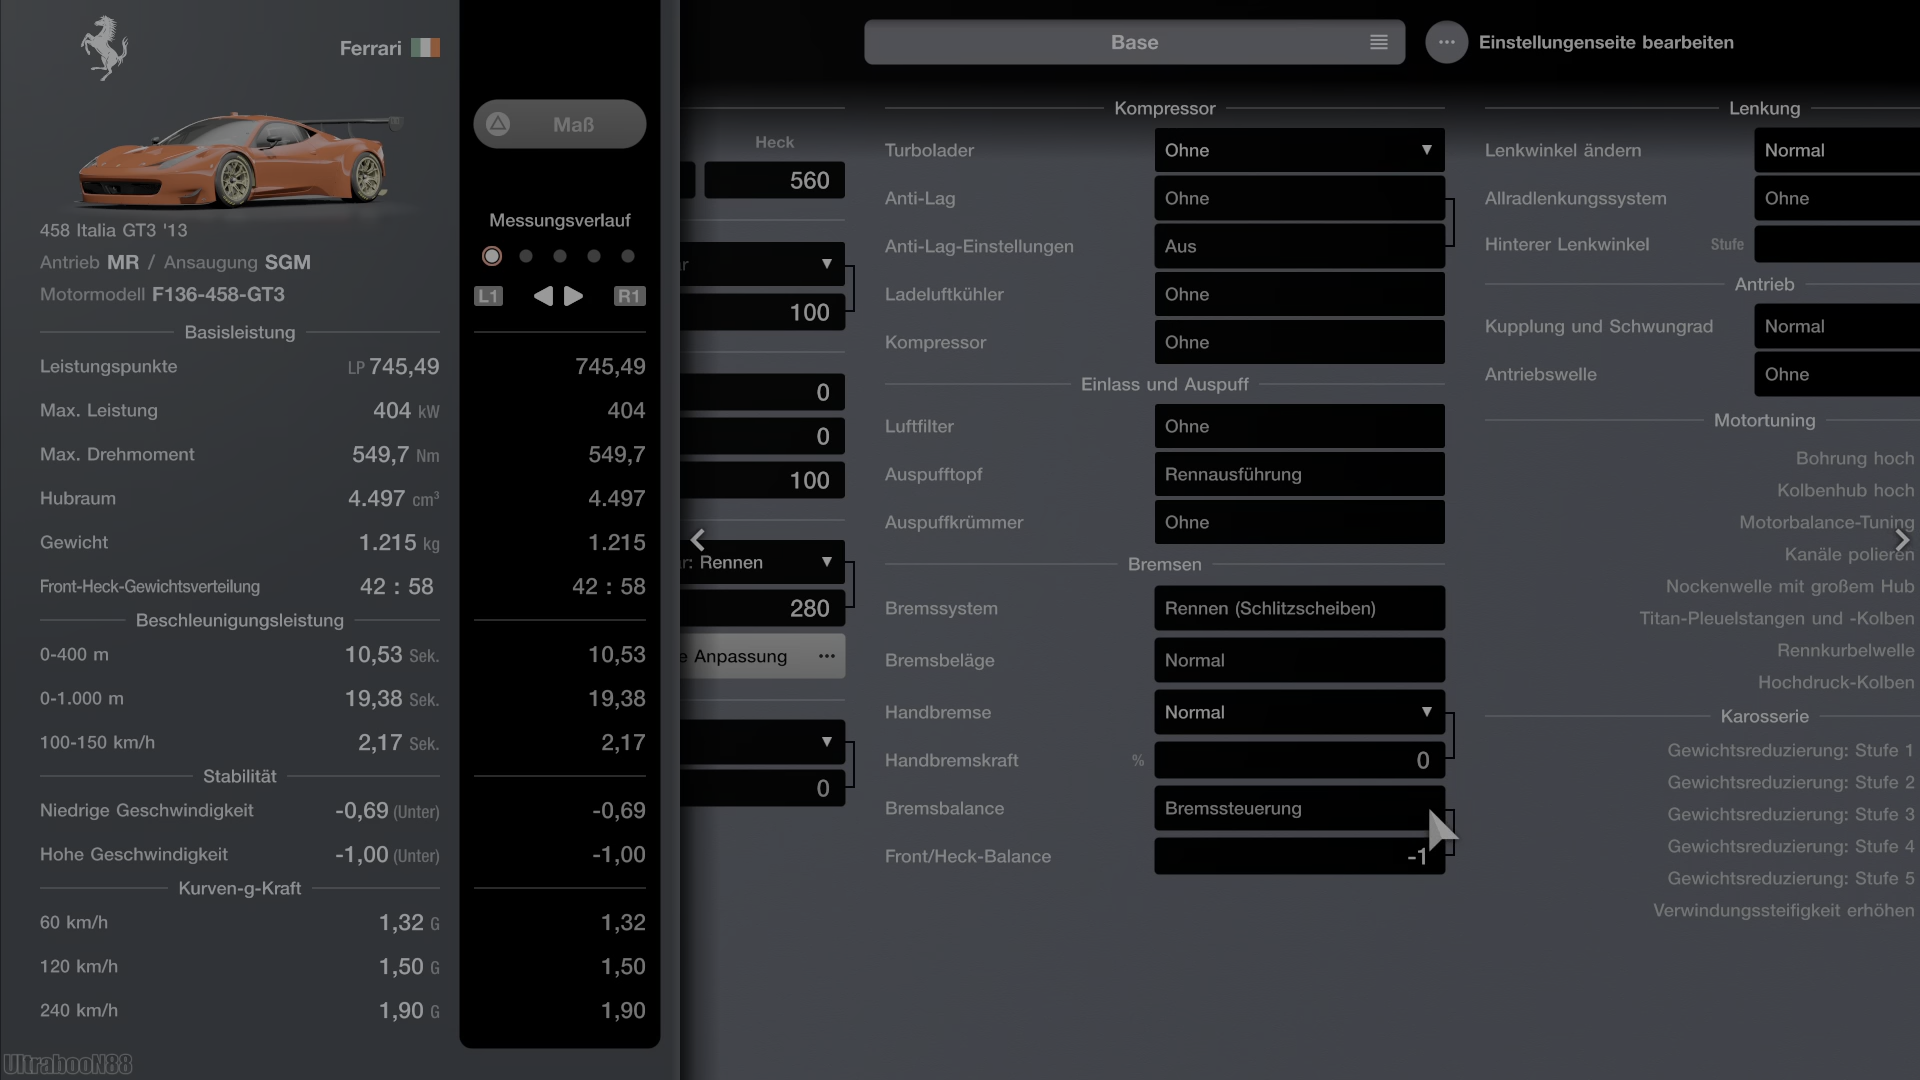 Ferrari
458 Italia GT3 '13
Antrieb MR / Ansaugung SGM
Motormodell F136-458-GT3
Basisleistung
Leistungspunkte LP 745,49
Max. Leistung 404 kW
Max. Drehmoment 549,7 Nm
Hubraum 4.497 cm³
Gewicht 1.215 kg
Front-Heck-Gewichtsverteilung 42 : 58
Beschleunigungsleistung
0-400 m 10,53 Sek.
0-1.000 m 19,38 Sek.
100-150 km/h 2,17 Sek.
Stabilität
Niedrige Geschwindigkeit -0,69 (Unter)
Hohe Geschwindigkeit -1,00 (Unter)
Kurven-g-Kraft
60 km/h 1,32 G
120 km/h 1,50 G
240 km/h 1,90 G
UltrabooN88
Maß
Messungsverlauf
L1 R1
745,49
404
549,7
4.497
1.215
42 : 58
10,53
19,38
2,17
-0,69
-1,00
1,32
1,50
1,90
Heck
560
100
0
0
100
: Rennen
280
Anpassung
0
Base
Einstellungenseite bearbeiten
Kompressor
Turbolader Ohne
Anti-Lag Ohne
Anti-Lag-Einstellungen Aus
Ladeluftkühler Ohne
Kompressor Ohne
Einlass und Auspuff
Luftfilter Ohne
Auspufftopf Rennausführung
Auspuffkrümmer Ohne
Bremsen
Bremssystem Rennen (Schlitzscheiben)
Bremsbeläge Normal
Handbremse Normal
Handbremskraft % 0
Bremsbalance Bremssteuerung
Front/Heck-Balance -1
Lenkung
Lenkwinkel ändern Normal
Allradlenkungssystem Ohne
Hinterer Lenkwinkel Stufe
Antrieb
Kupplung und Schwungrad Normal
Antriebswelle Ohne
Motortuning
Bohrung hoch
Kolbenhub hoch
Motorbalance-Tuning
Kanäle polieren
Nockenwelle mit großem Hub
Titan-Pleuelstangen und -Kolben
Rennkurbelwelle
Hochdruck-Kolben
Karosserie
Gewichtsreduzierung: Stufe 1
Gewichtsreduzierung: Stufe 2
Gewichtsreduzierung: Stufe 3
Gewichtsreduzierung: Stufe 4
Gewichtsreduzierung: Stufe 5
Verwindungssteifigkeit erhöhen